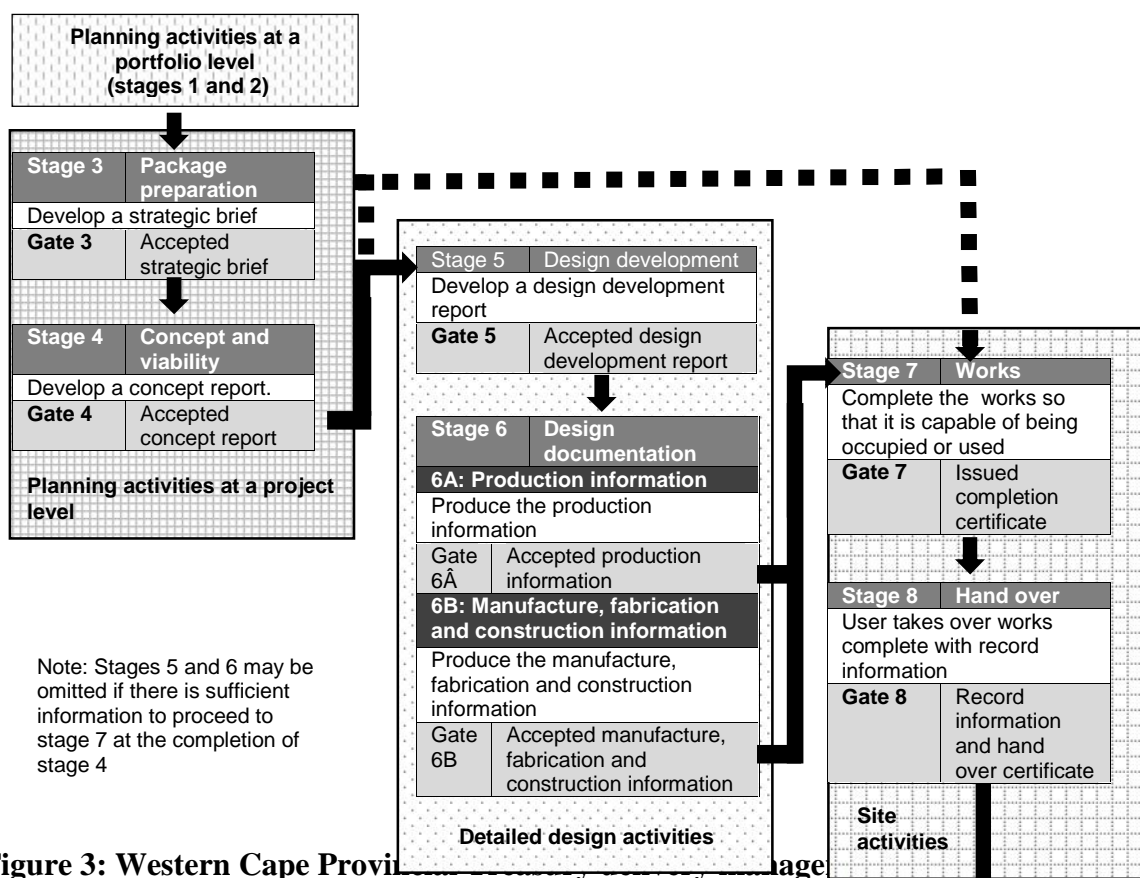 Planning activities at a
portfolio level
(stages 1 and 2)
Stage 3 Package
preparation
Develop a strategic brief
Gate 3 Accepted
strategic brief
Stage 4 Concept and
viability
Develop a concept report.
Gate 4 Accepted
concept report
Planning activities at a project
level
Note: Stages 5 and 6 may be
omitted if there is sufficient
information to proceed to
stage 7 at the completion of
stage 4
Stage 5 Design development
Develop a design development
report
Gate 5 Accepted design
development report
Stage 6 Design
documentation
6A: Production information
Produce the production
information
Gate Accepted production
6Â information
6B: Manufacture, fabrication
and construction information
Produce the manufacture,
fabrication and construction
information
Gate Accepted manufacture,
6B fabrication and
construction information
Detailed design activities
Stage 7 Works
Complete the works so
that it is capable of being
occupied or used
Gate 7 Issued
completion
certificate
Stage 8 Hand over
User takes over works
complete with record
information
Gate 8 Record
information
and hand
over certificate
Site
activities
igure 3: Western Cape